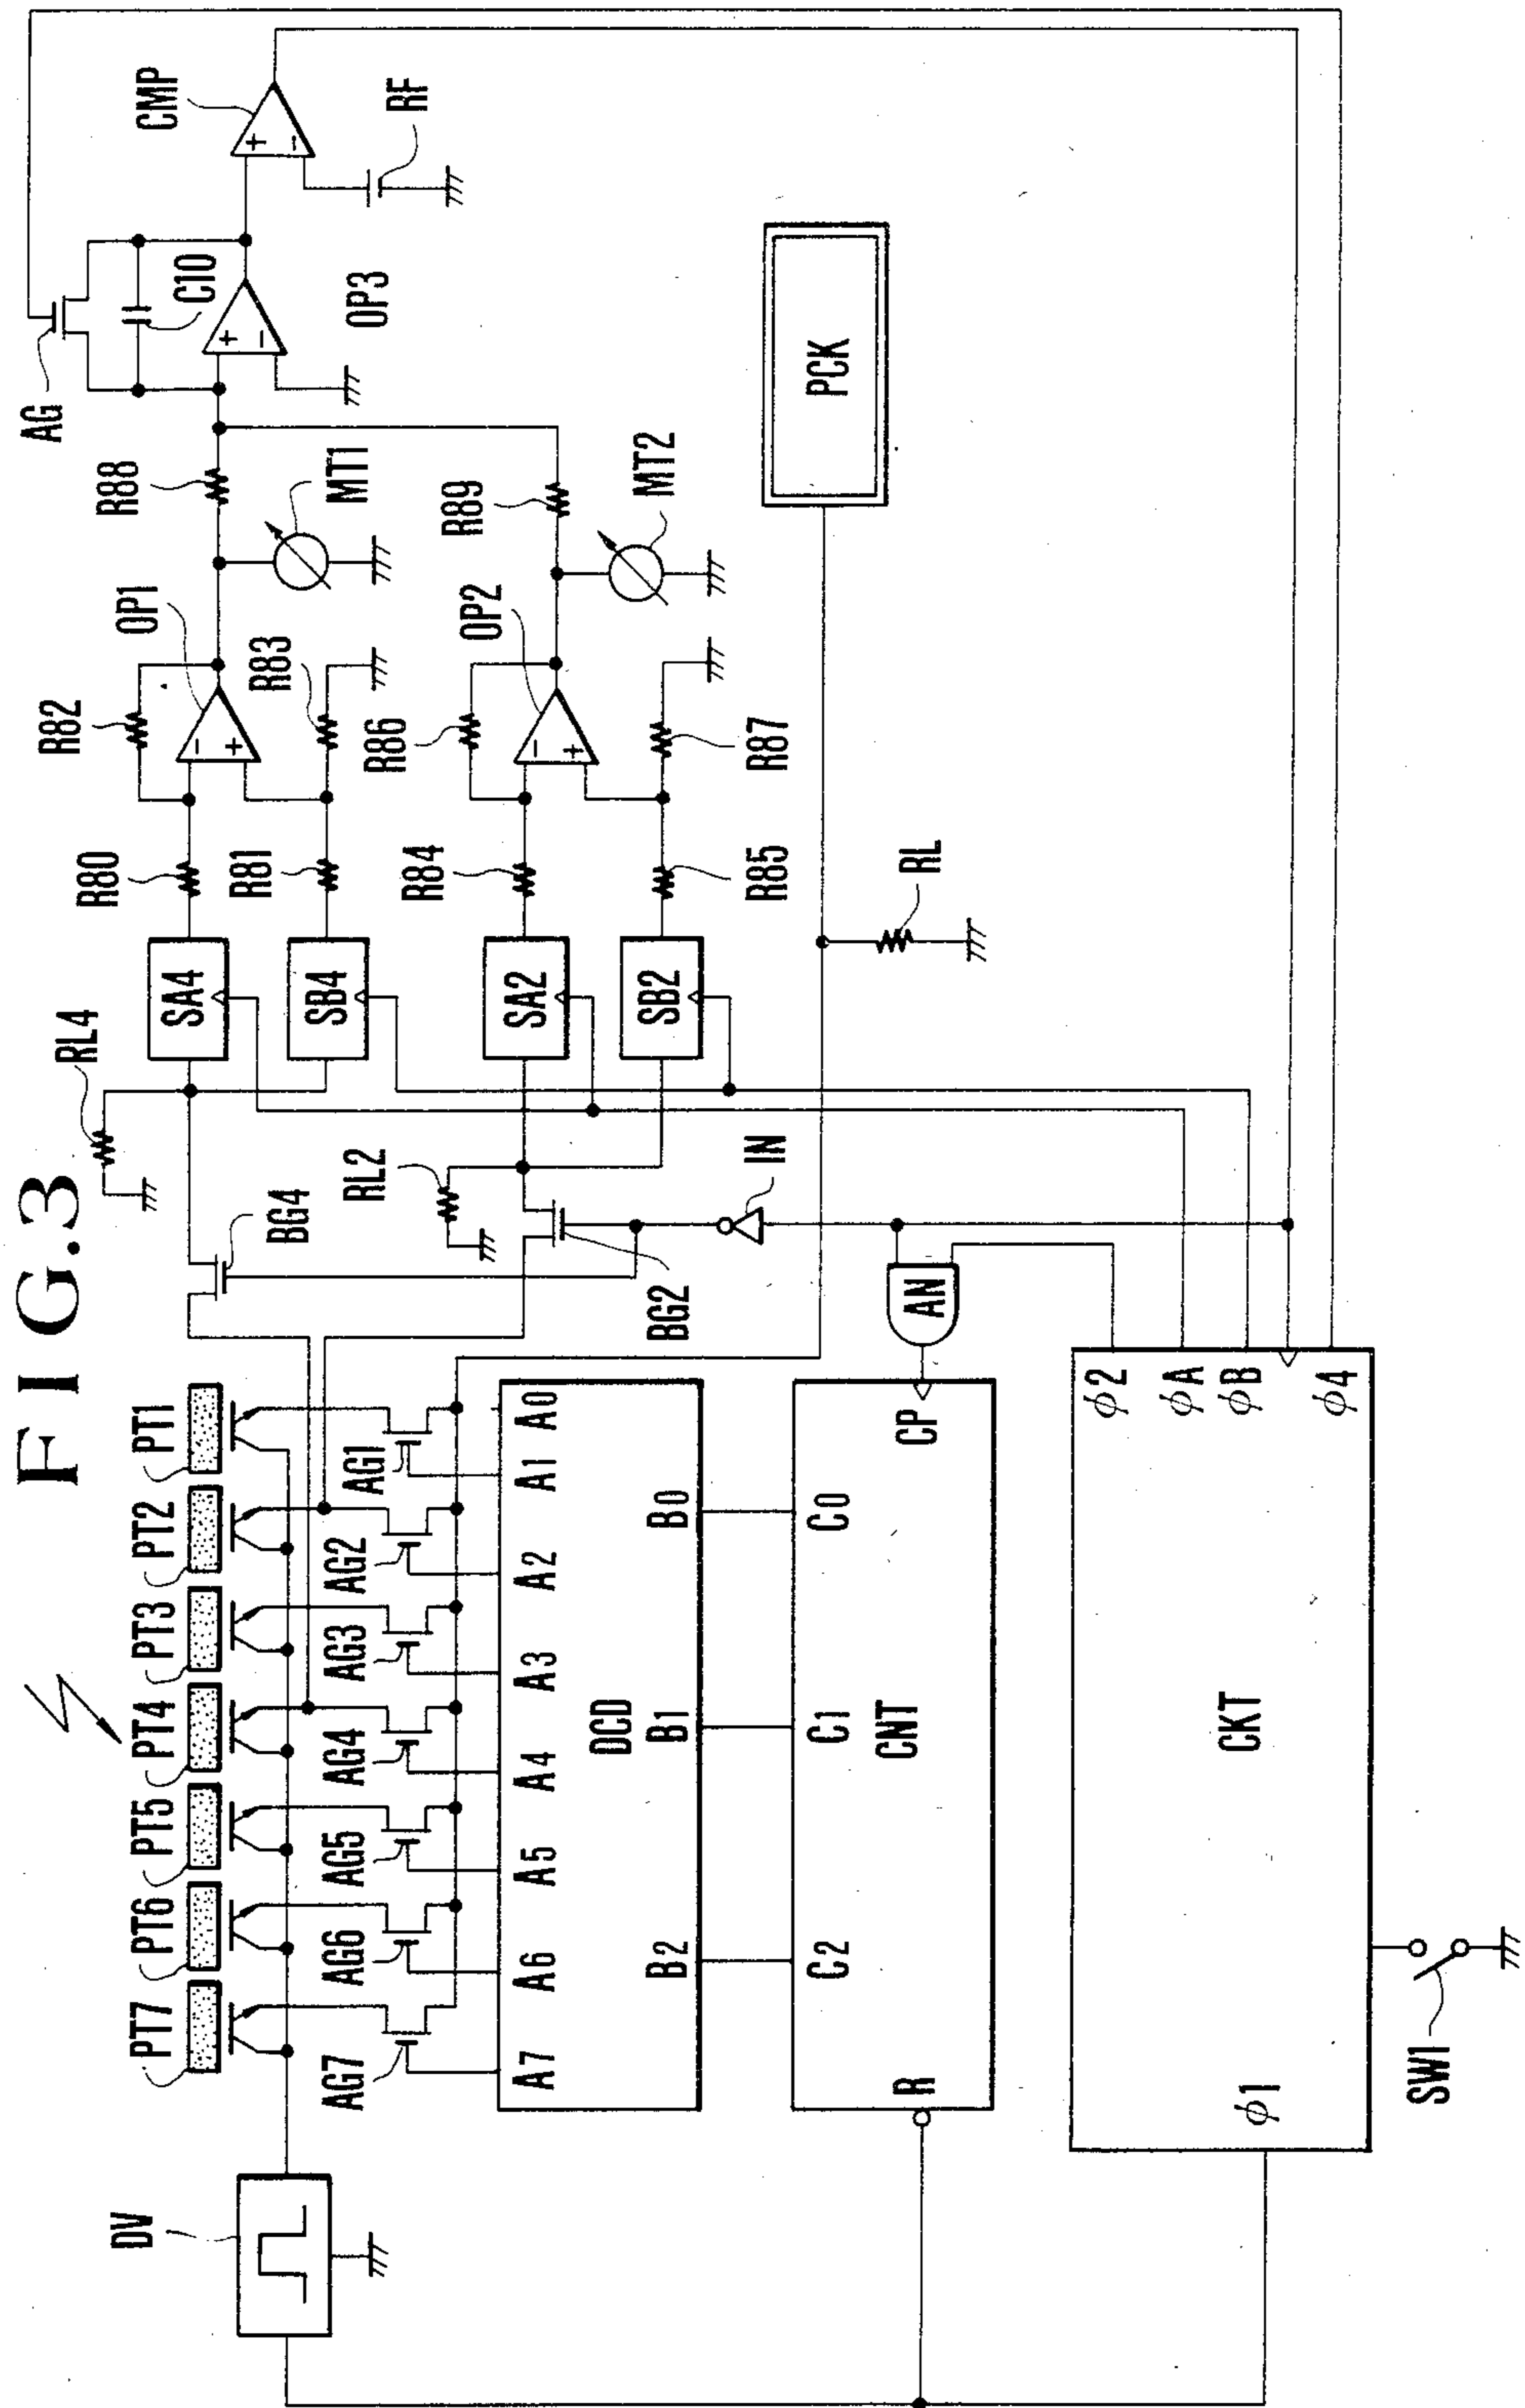 FIG.3
DV
PT7
PT6
PT5
PT4
PT3
PT2
PT1
AG7
AG6
AG5
AG4
AG3
AG2
AG1
A7
A6
A5
A4
A3
A2
A1
A0
DCD
B2
B1
B0
C2
C1
C0
CNT
R
CP
CKT
φ1
φ2
φA
φB
φ4
SW1
AN
IN
BG4
BG2
RL4
RL2
SA4
SB4
SA2
SB2
R80
R81
R84
R85
R82
R83
R86
R87
OP1
OP2
−
+
−
+
MT1
MT2
R88
R89
RL
PCK
AG
C10
OP3
+
−
CMP
+
−
RF